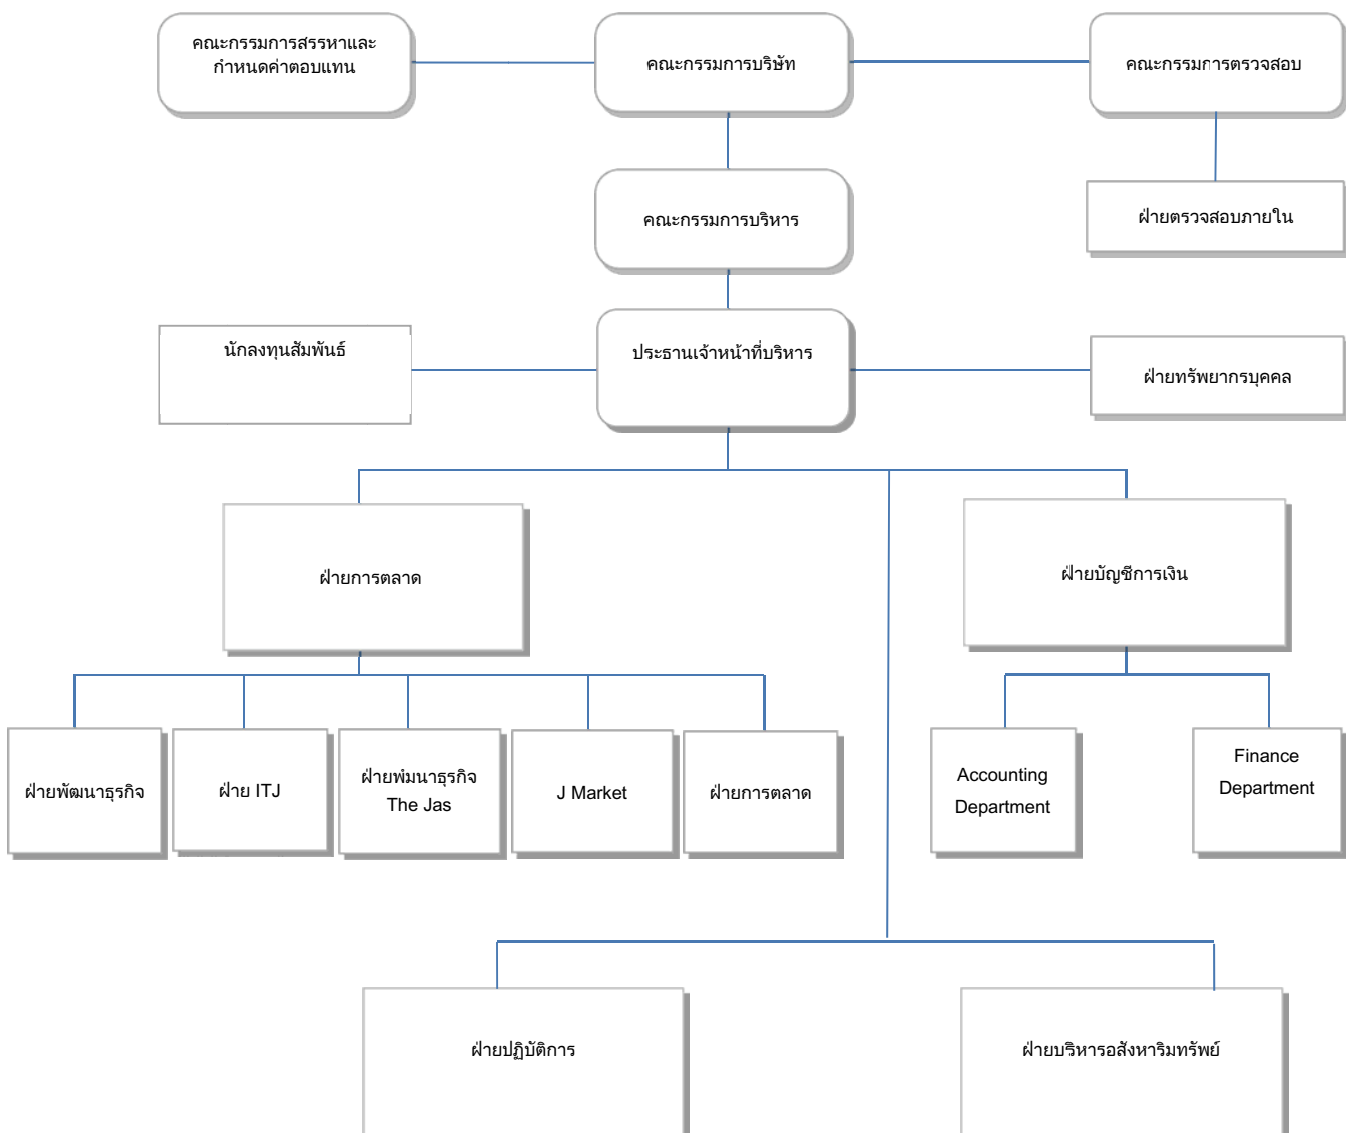 คณะกรรมการสรรหาและ
กำหนดค่าตอบแทน
คณะกรรมการบริษัท
คณะกรรมการตรวจสอบ
คณะกรรมการบริหาร
ฝ่ายตรวจสอบภายใน
นักลงทุนสัมพันธ์
ประธานเจ้าหน้าที่บริหาร
ฝ่ายทรัพยากรบุคคล
ฝ่ายการตลาด
ฝ่ายบัญชีการเงิน
ฝ่ายพัฒนาธุรกิจ
ฝ่าย ITJ
ฝ่ายพ่มนาธุรกิจ
The Jas
J Market
ฝ่ายการตลาด
Accounting
Department
Finance
Department
ฝ่ายปฏิบัติการ
ฝ่ายบริหารอสังหาริมทรัพย์